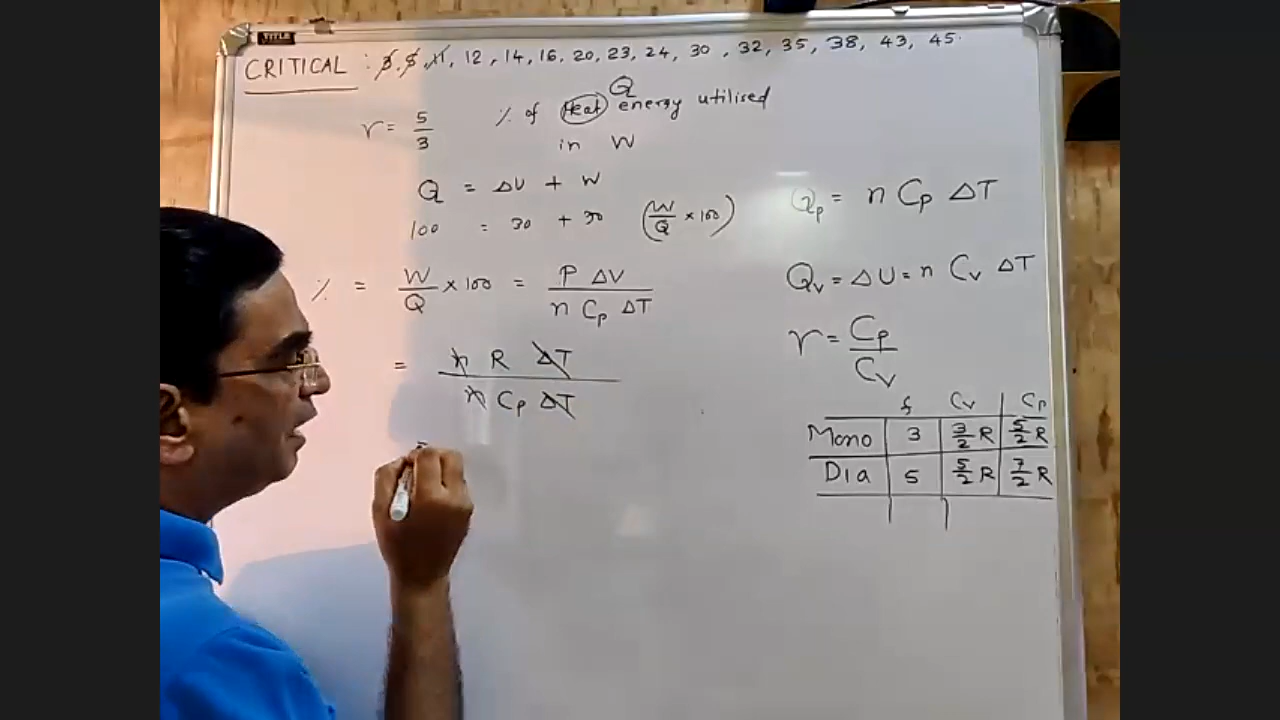 TITLE
CRITICAL : 3, 5, 11, 12, 14, 16, 20, 23, 24, 30, 32, 35, 38, 43, 45.
Q
r = 5/3 % of Heat energy utilised
in W
Q = ΔU + W
100 = 30 + 70 (W/Q × 100)
% = W/Q × 100 = P ΔV / n Cp ΔT
= n R ΔT / n Cp ΔT
=
Qp = n Cp ΔT
Qv = ΔU = n Cv ΔT
r = Cp/Cv
f Cv Cp
Mono 3 3/2 R 5/2 R
Dia 5 5/2 R 7/2 R